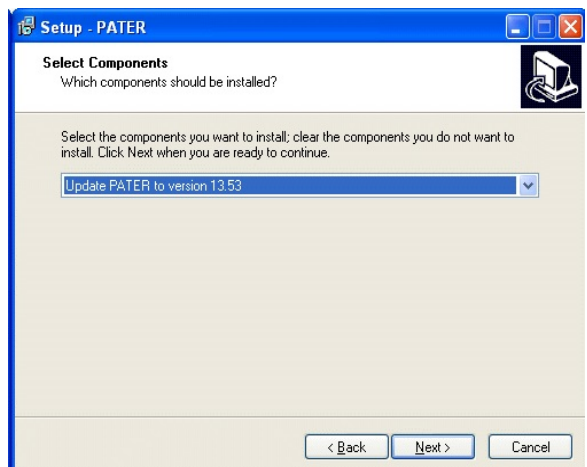 Setup - PATER
Select Components
Which components should be installed?
Select the components you want to install; clear the components you do not want to
install. Click Next when you are ready to continue.
Update PATER to version 13.53
< Back
Next >
Cancel